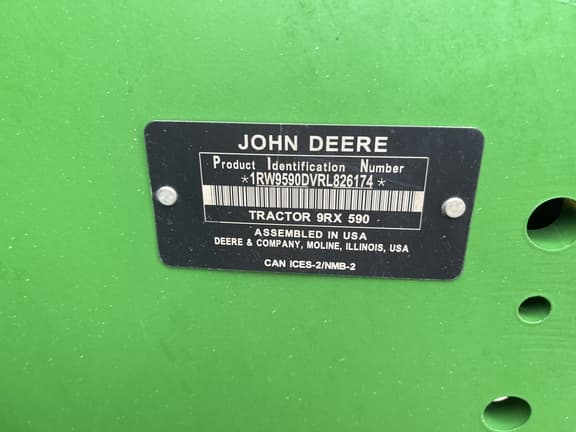 JOHN DEERE
Product Identification Number
*1RW9590DVRL826174*
TRACTOR 9RX 590
ASSEMBLED IN USA
DEERE & COMPANY, MOLINE, ILLINOIS, USA
CAN ICES-2/NMB-2